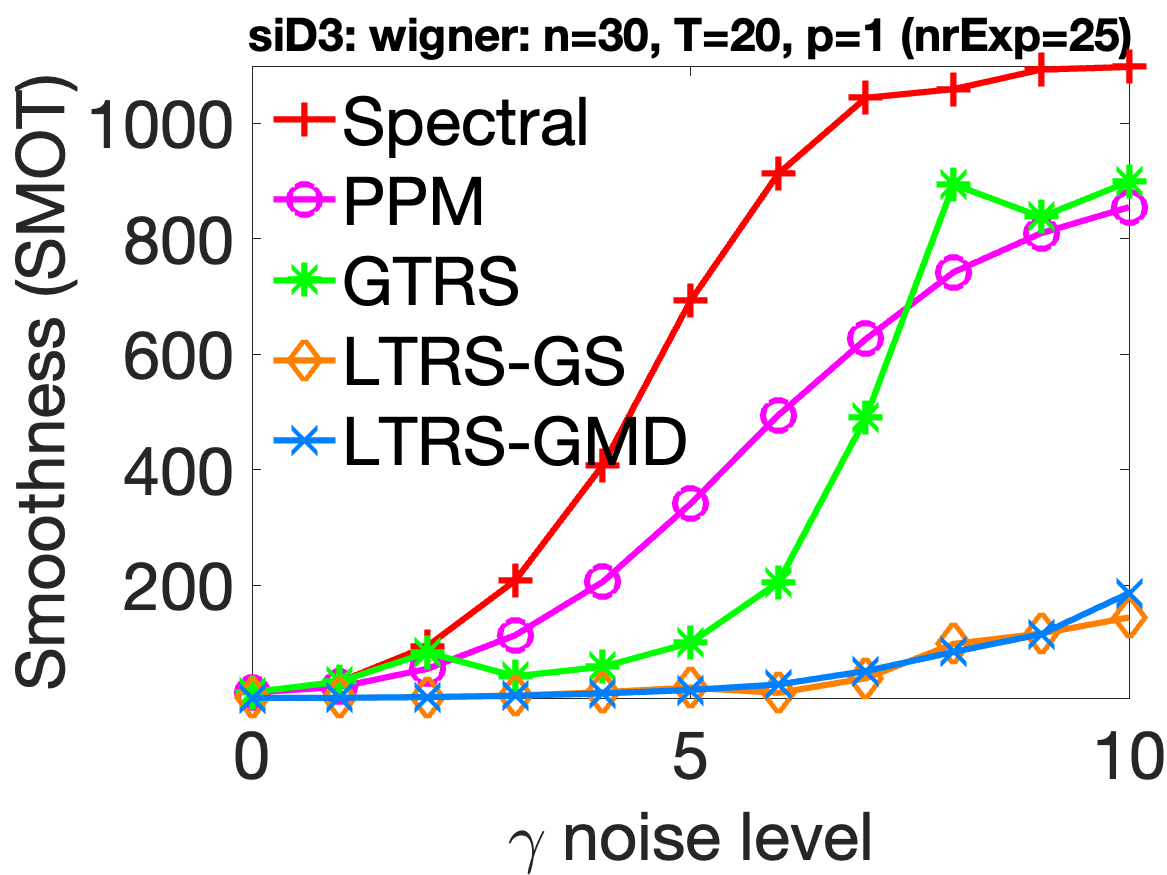 siD3: wigner: n=30, T=20, p=1 (nrExp=25)
Smoothness (SMOT)
1000
800
600
400
200
Spectral
PPM
GTRS
LTRS-GS
LTRS-GMD
0 5 10
γ noise level